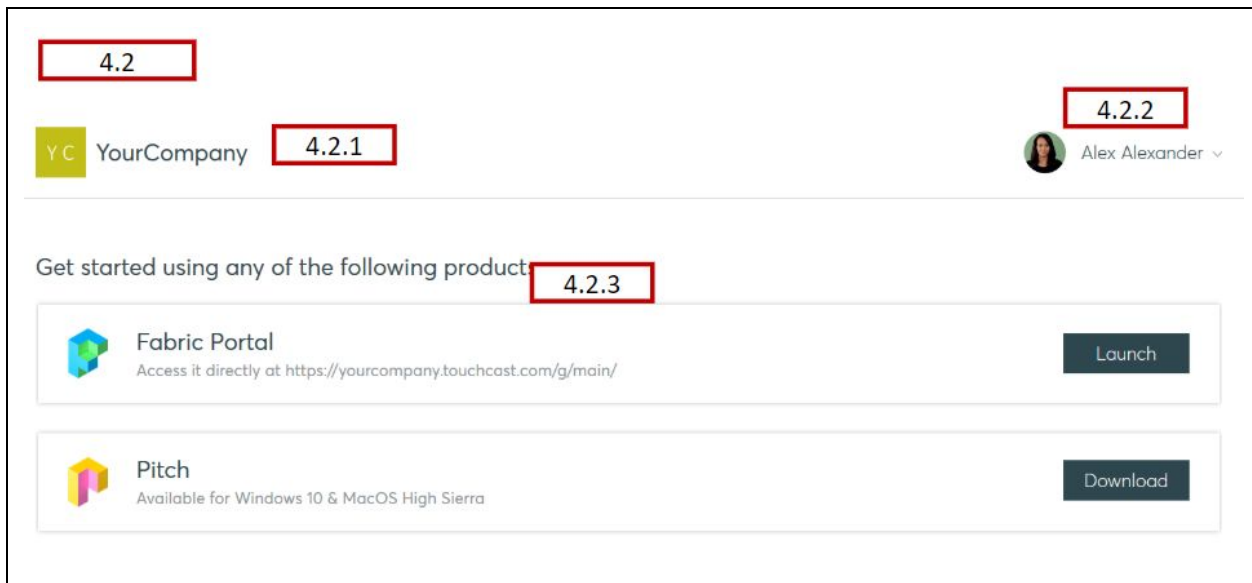 4.2
4.2.2
Y C YourCompany 4.2.1
Alex Alexander
Get started using any of the following product
4.2.3
Fabric Portal
Launch
Access it directly at https://yourcompany.touchcast.com/g/main/
Pitch
Download
Available for Windows 10 & MacOS High Sierra